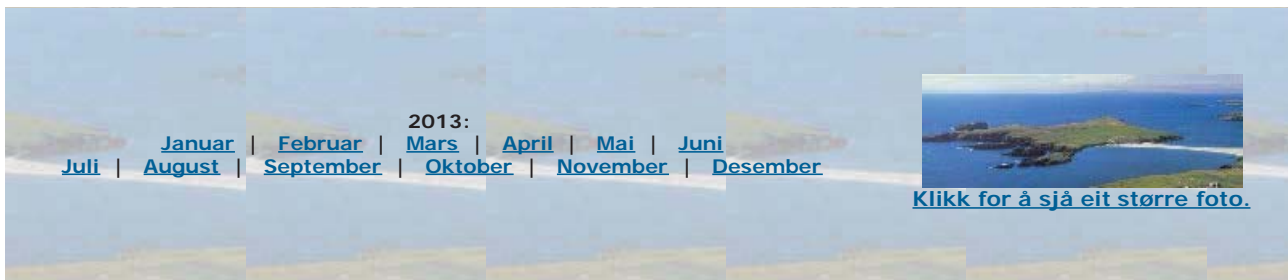 2013:
Januar | Februar | Mars | April | Mai | Juni
Juli | August | September | Oktober | November | Desember
Klikk for å sjå eit større foto.